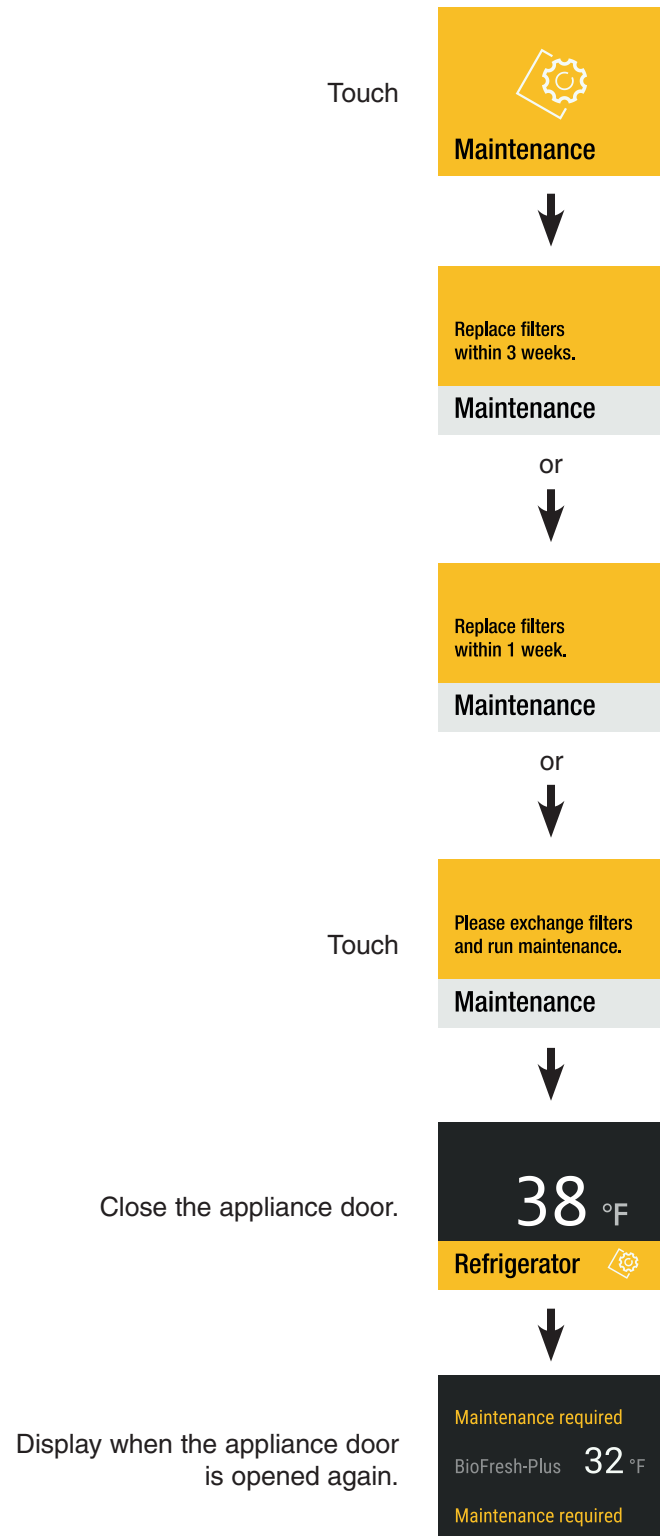 Touch
Maintenance
Replace filters
within 3 weeks.
Maintenance
or
Replace filters
within 1 week.
Maintenance
or
Touch
Please exchange filters
and run maintenance.
Maintenance
Close the appliance door.
38 °F
Refrigerator
Display when the appliance door
is opened again.
Maintenance required
BioFresh-Plus 32 °F
Maintenance required